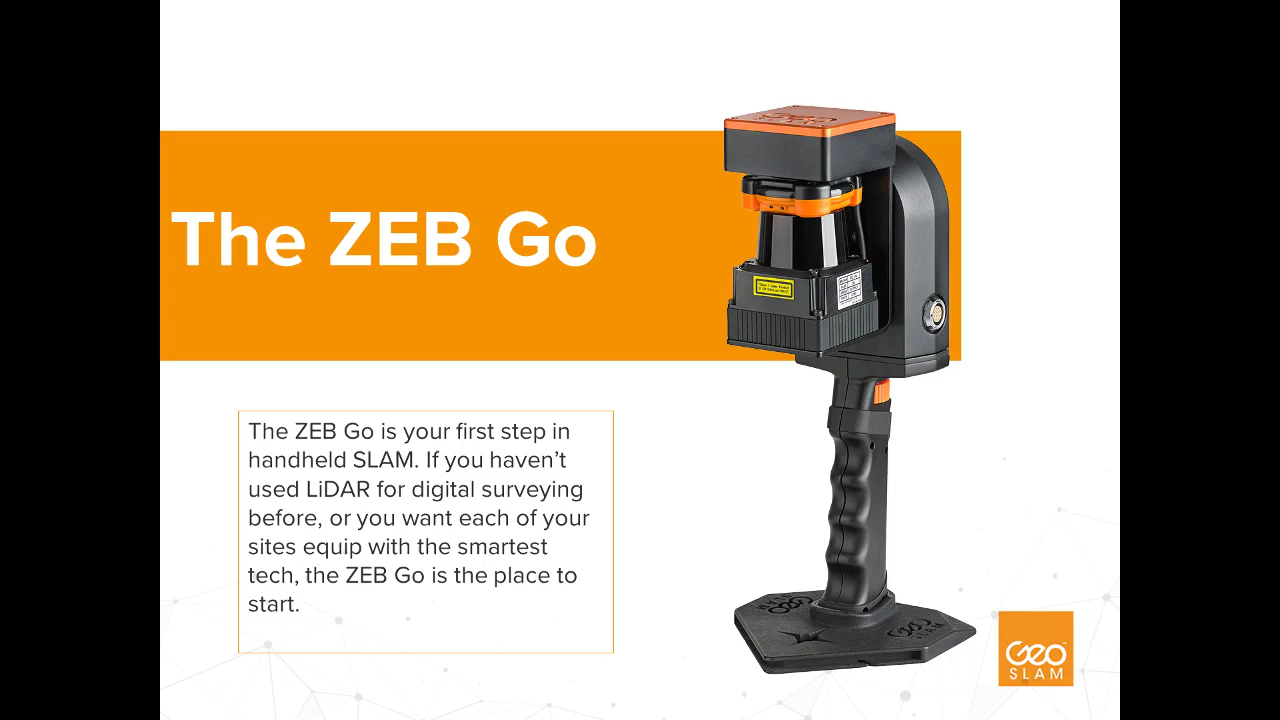 The ZEB Go
The ZEB Go is your first step in
handheld SLAM. If you haven’t
used LiDAR for digital surveying
before, or you want each of your
sites equip with the smartest
tech, the ZEB Go is the place to
start.
GEO
SLAM
GEO
SLAM